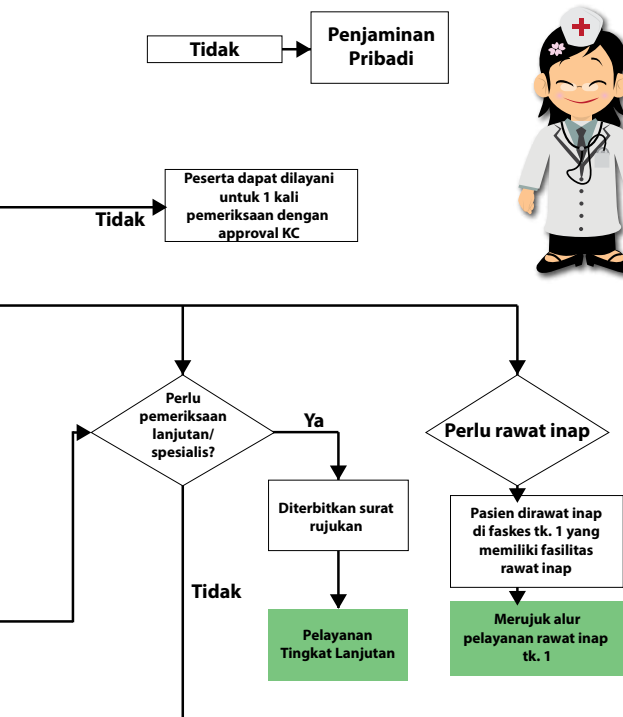 Tidak
Penjaminan
Pribadi
Tidak
Peserta dapat dilayani
untuk 1 kali
pemeriksaan dengan
approval KC
Perlu
pemeriksaan
lanjutan/
spesialis?
Ya
Perlu rawat inap
Diterbitkan surat
rujukan
Pasien dirawat inap
di faskes tk. 1 yang
memiliki fasilitas
rawat inap
Tidak
Pelayanan
Tingkat Lanjutan
Merujuk alur
pelayanan rawat inap
tk. 1